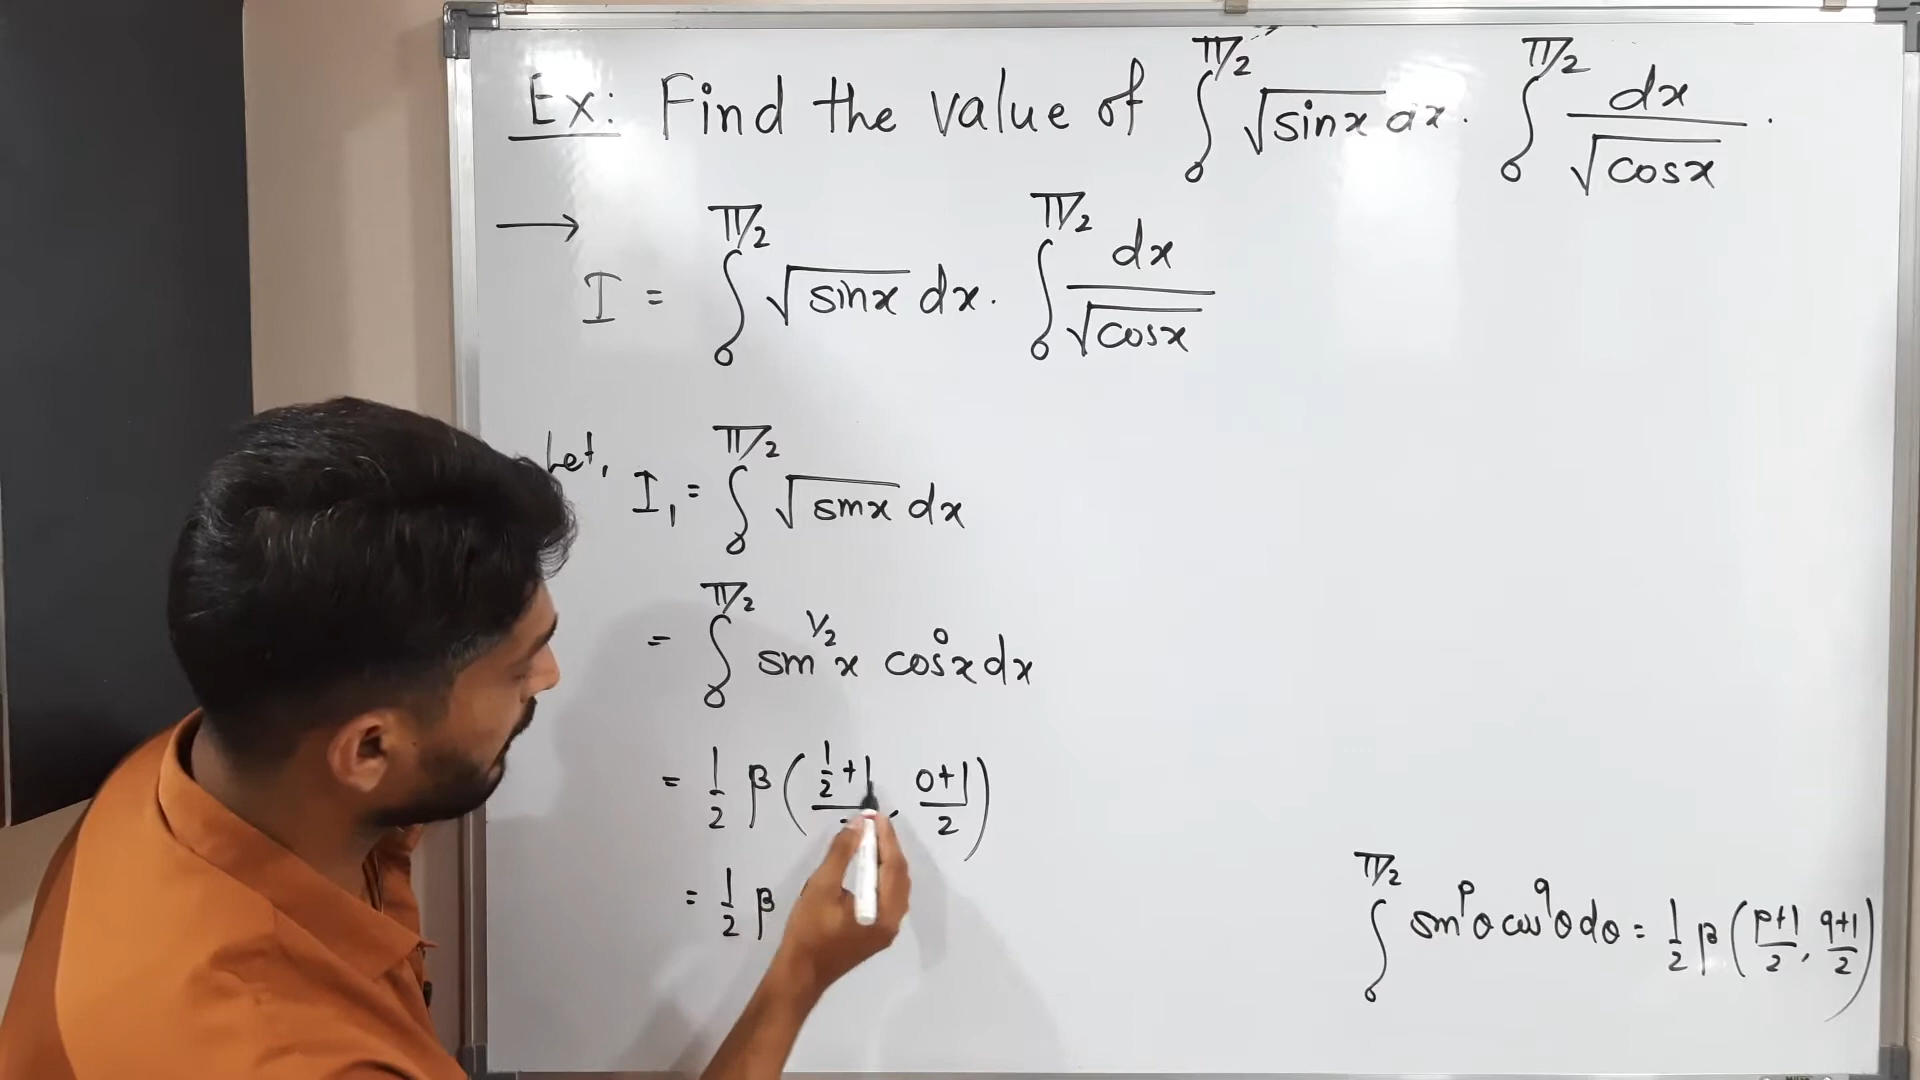 Ex: Find the value of ∫₀^{π/2} √sinx dx · ∫₀^{π/2} dx/√cosx .
→ I = ∫₀^{π/2} √sinx dx · ∫₀^{π/2} dx/√cosx
Let, I₁ = ∫₀^{π/2} √sinx dx
= ∫₀^{π/2} sin^{1/2}x cos⁰x dx
= 1/2 β((1/2+1)/2, (0+1)/2)
= 1/2 β
∫₀^{π/2} sin^pθ cos^qθ dθ = 1/2 β((p+1)/2, (q+1)/2)